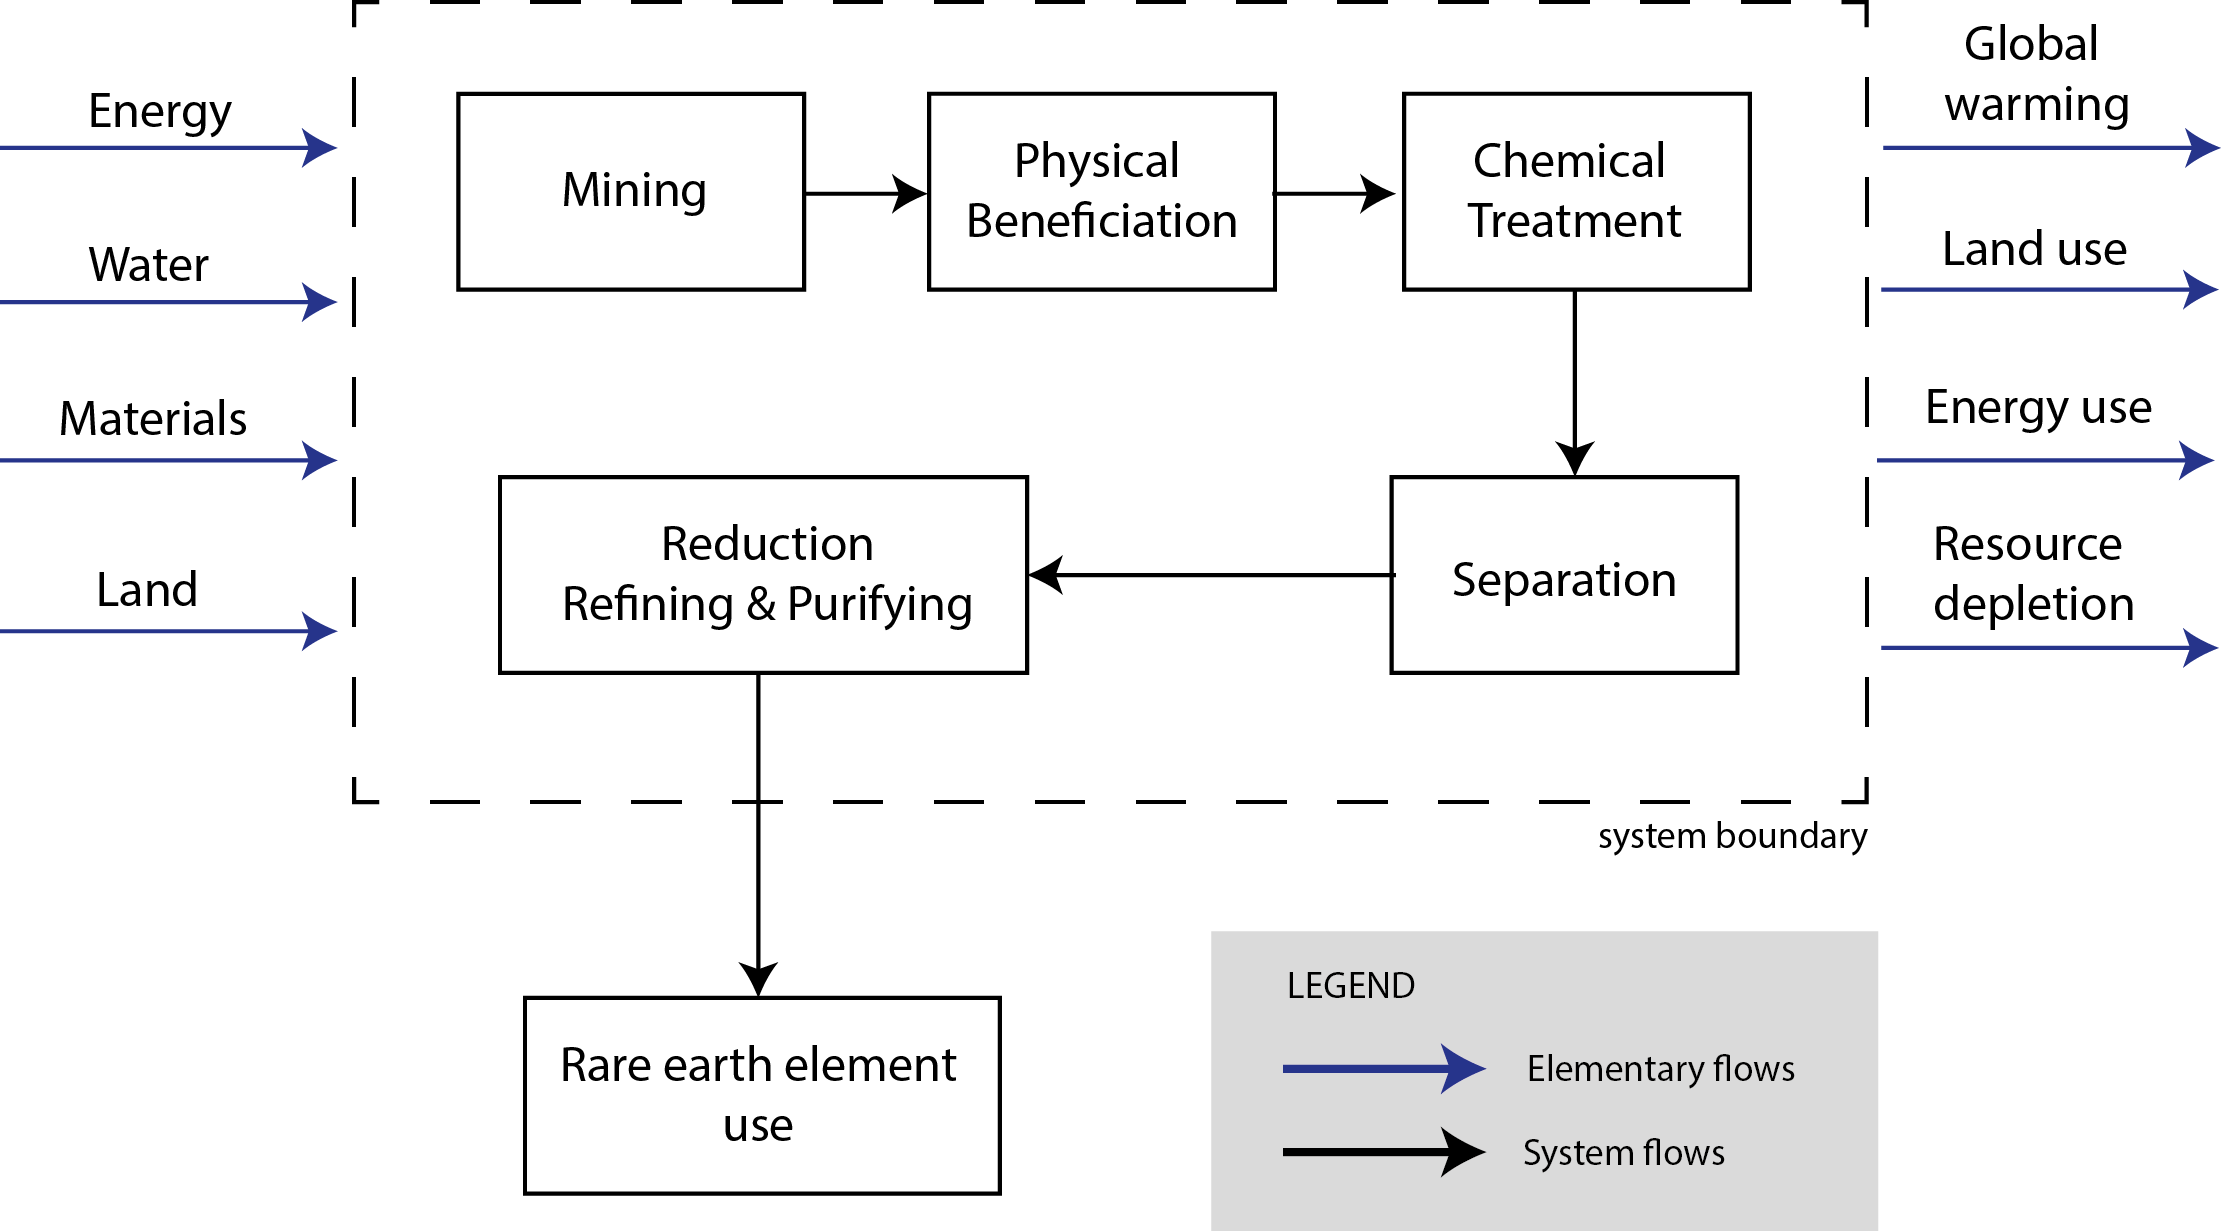 Energy
Water
Materials
Land
Mining
Physical
Beneficiation
Chemical
Treatment
Separation
Reduction
Refining & Purifying
Rare earth element
use
Global
warming
Land use
Energy use
Resource
depletion
system boundary
LEGEND
Elementary flows
System flows